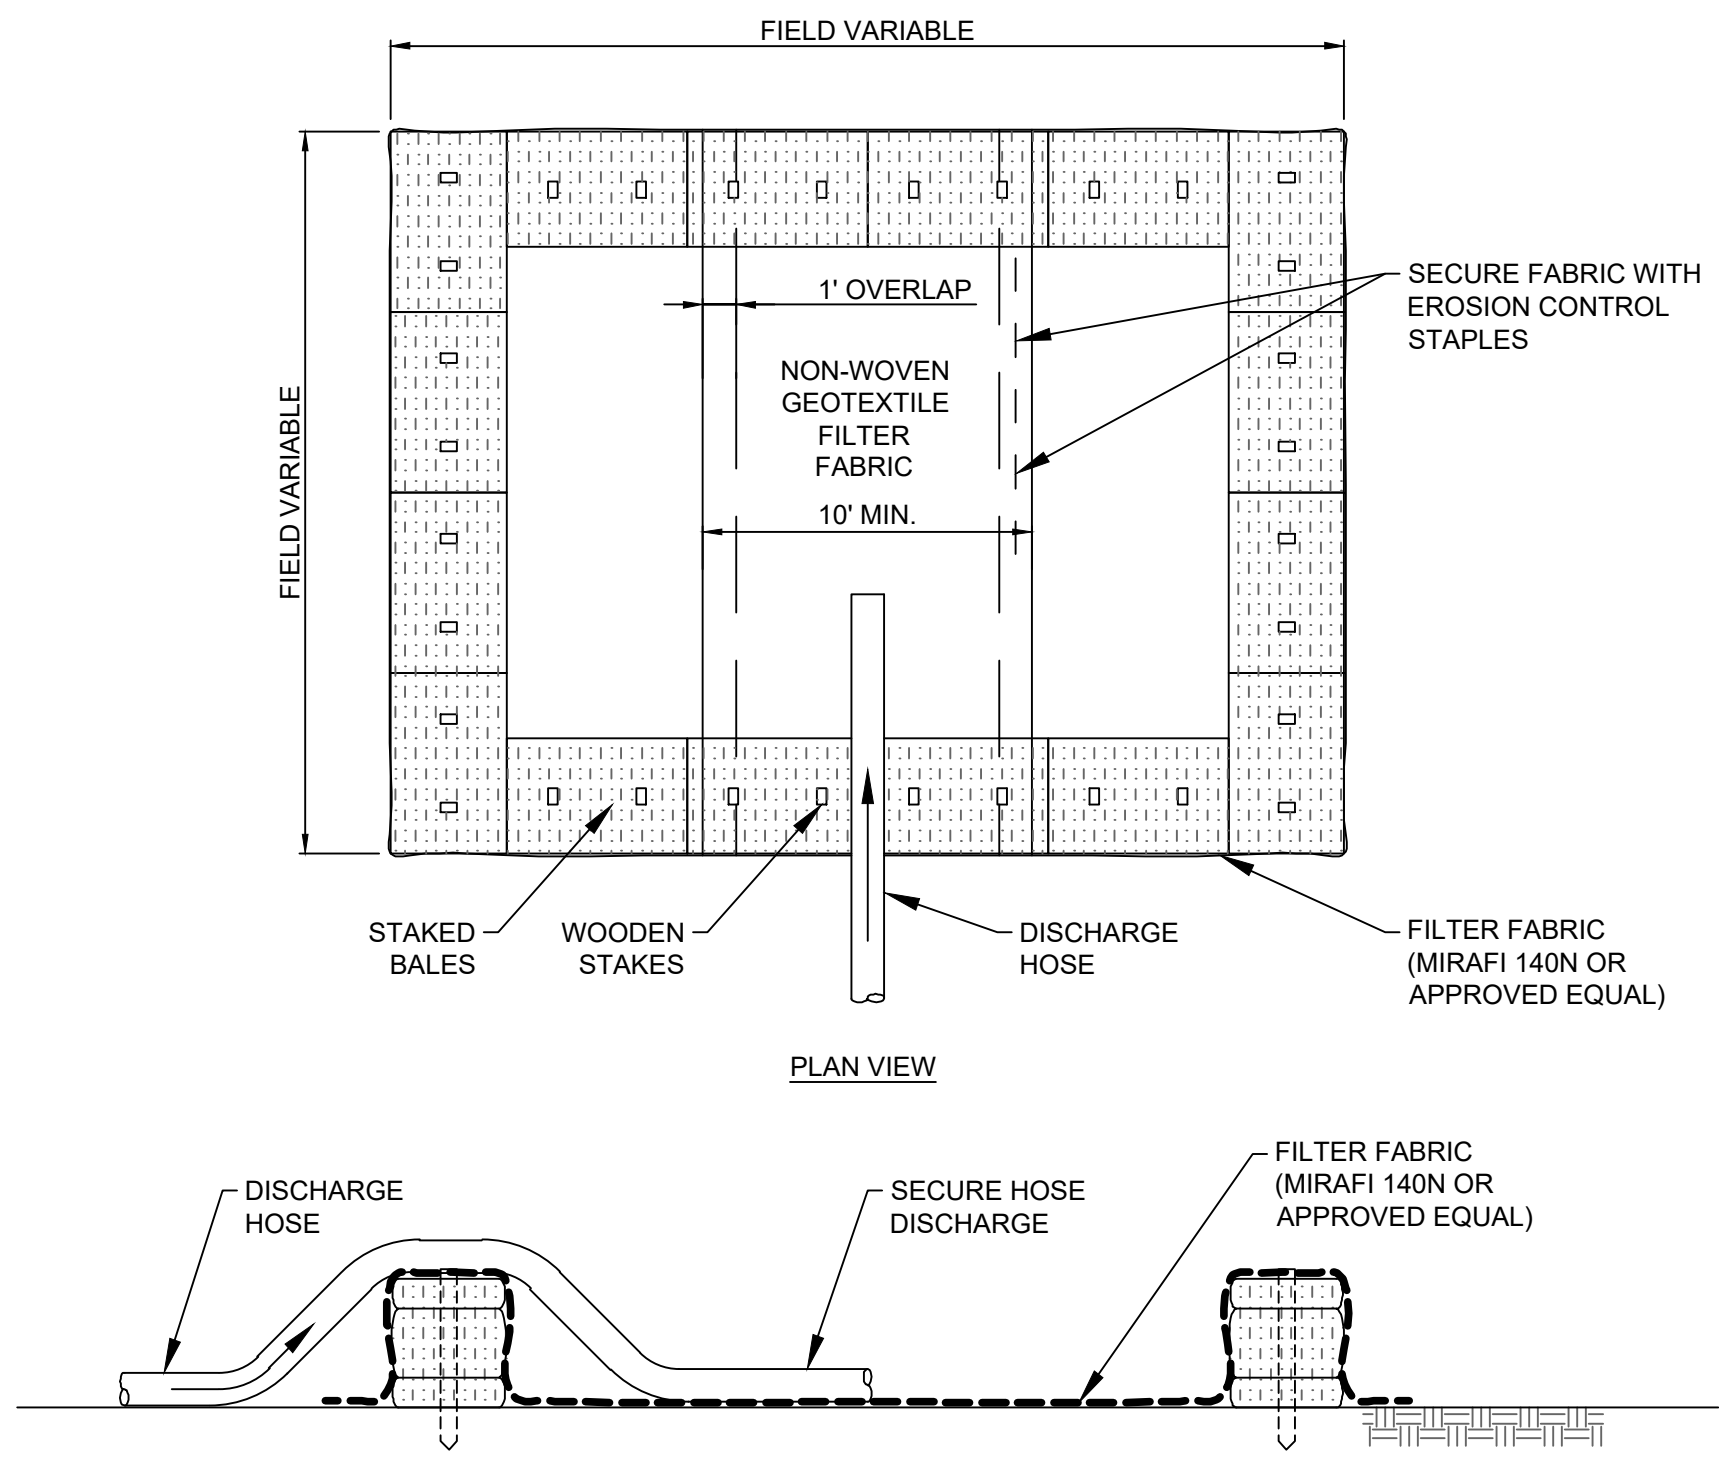 FIELD VARIABLE
FIELD VARIABLE
1' OVERLAP
NON-WOVEN
GEOTEXTILE
FILTER
FABRIC
10' MIN.
SECURE FABRIC WITH
EROSION CONTROL
STAPLES
STAKED
BALES
WOODEN
STAKES
DISCHARGE
HOSE
FILTER FABRIC
(MIRAFI 140N OR
APPROVED EQUAL)
PLAN VIEW
DISCHARGE
HOSE
SECURE HOSE
DISCHARGE
FILTER FABRIC
(MIRAFI 140N OR
APPROVED EQUAL)